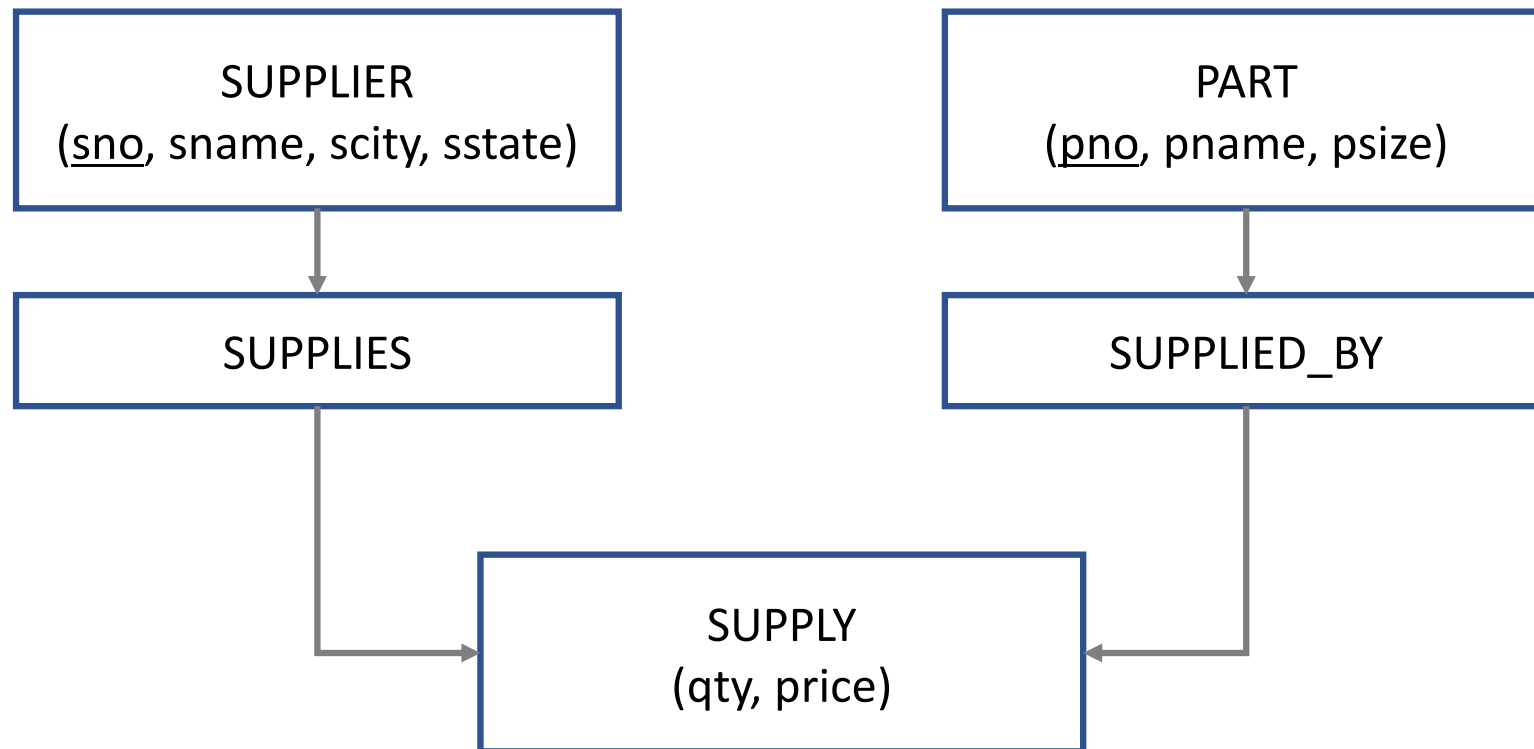 SUPPLIER
(sno, sname, scity, sstate)
PART
(pno, pname, psize)
SUPPLIES
SUPPLIED_BY
SUPPLY
(qty, price)